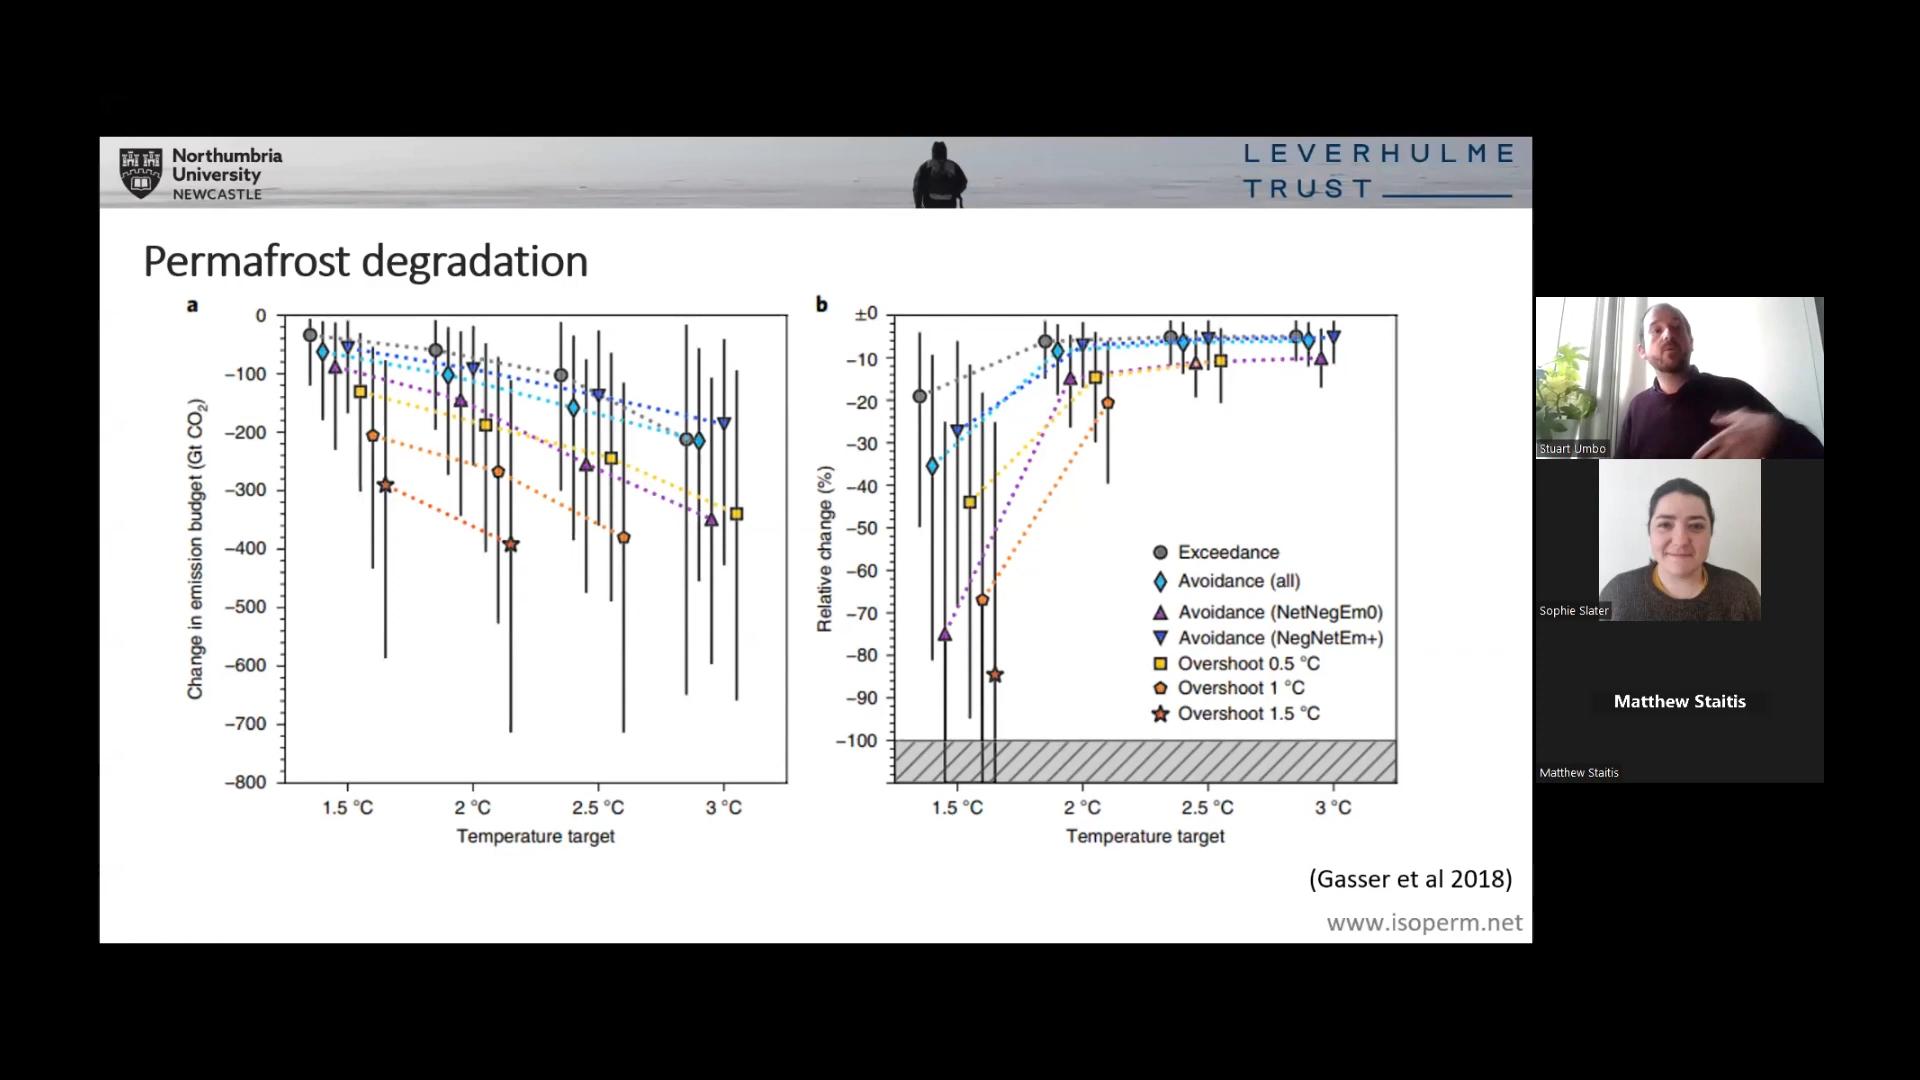 Northumbria
University
NEWCASTLE
LEVERHULME
TRUST
Permafrost degradation
a
0
−100
−200
−300
−400
−500
−600
−700
−800
Change in emission budget (Gt CO2)
1.5 °C
2 °C
2.5 °C
3 °C
Temperature target
b
±0
−10
−20
−30
−40
−50
−60
−70
−80
−90
−100
Relative change (%)
Exceedance
Avoidance (all)
Avoidance (NetNegEm0)
Avoidance (NegNetEm+)
Overshoot 0.5 °C
Overshoot 1 °C
Overshoot 1.5 °C
1.5 °C
2 °C
2.5 °C
3 °C
Temperature target
(Gasser et al 2018)
www.isoperm.net
Stuart Umbo
Sophie Slater
Matthew Staitis
Matthew Staitis